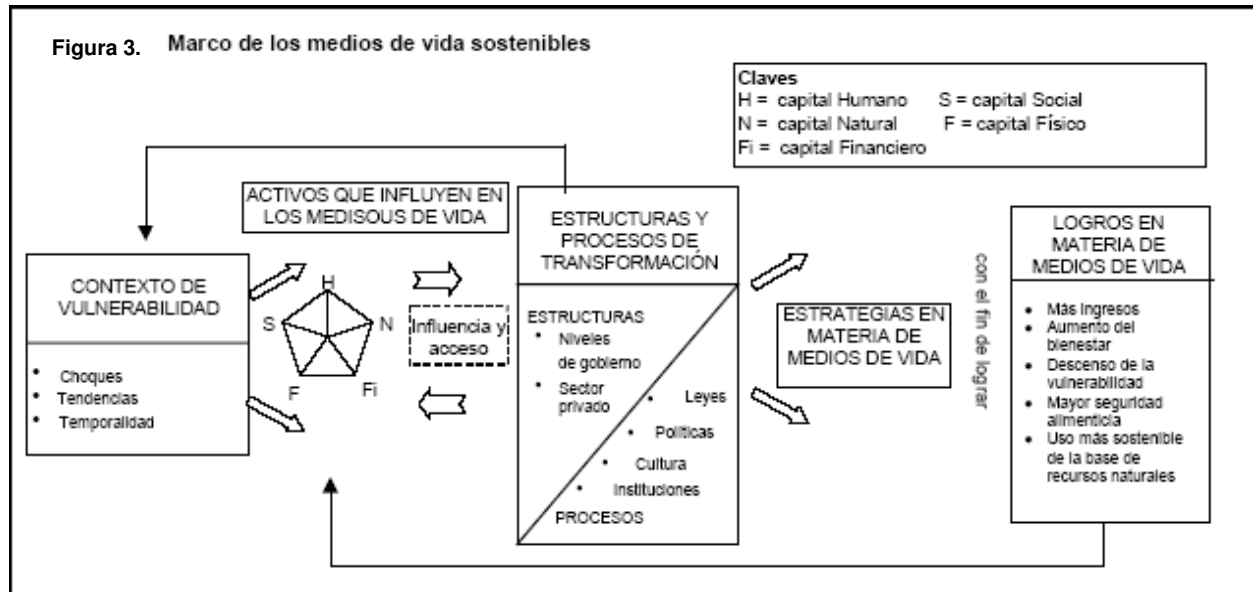 Figura 3. Marco de los medios de vida sostenibles
Claves
H = capital Humano S = capital Social
N = capital Natural F = capital Físico
Fi = capital Financiero
ACTIVOS QUE INFLUYEN EN
LOS MEDISOUS DE VIDA
CONTEXTO DE
VULNERABILIDAD
• Choques
• Tendencias
• Temporalidad
H
S
N
F
Fi
Influencia y
acceso
ESTRUCTURAS Y
PROCESOS DE
TRANSFORMACIÓN
ESTRUCTURAS
• Niveles
de gobierno
• Sector
privado
• Leyes
• Políticas
• Cultura
• Instituciones
PROCESOS
ESTRATEGIAS EN
MATERIA DE
MEDIOS DE VIDA
con el fin de lograr
LOGROS EN
MATERIA DE
MEDIOS DE VIDA
• Más ingresos
• Aumento del
bienestar
• Descenso de la
vulnerabilidad
• Mayor seguridad
alimenticia
• Uso más sostenible
de la base de
recursos naturales